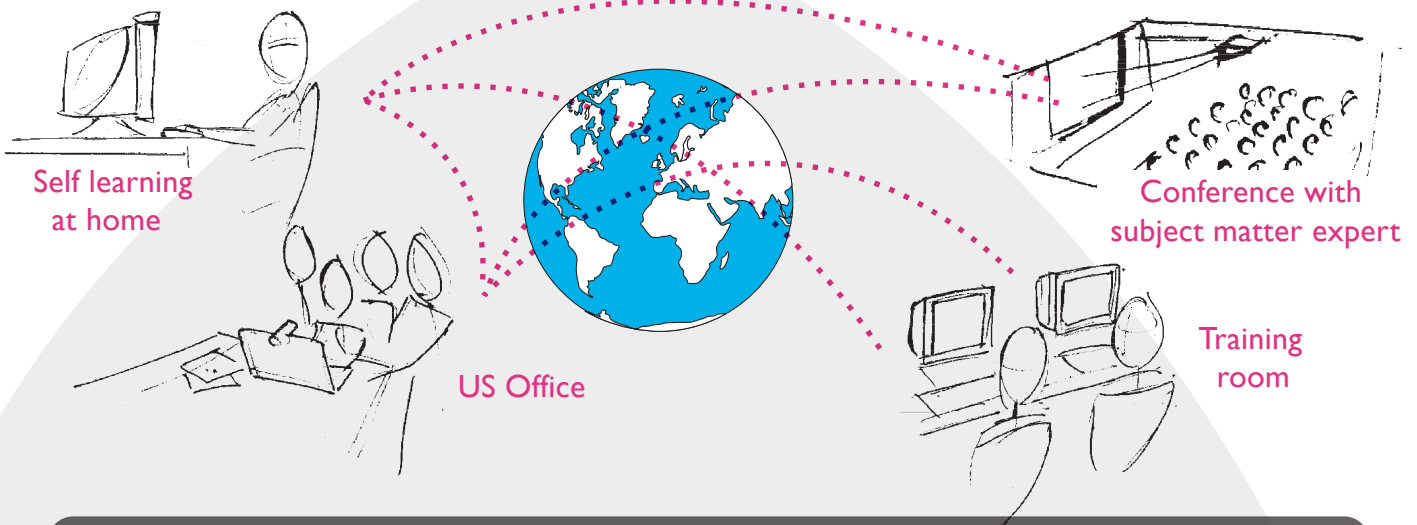 Self learning
at home
Conference with
subject matter expert
US Office
Training
room